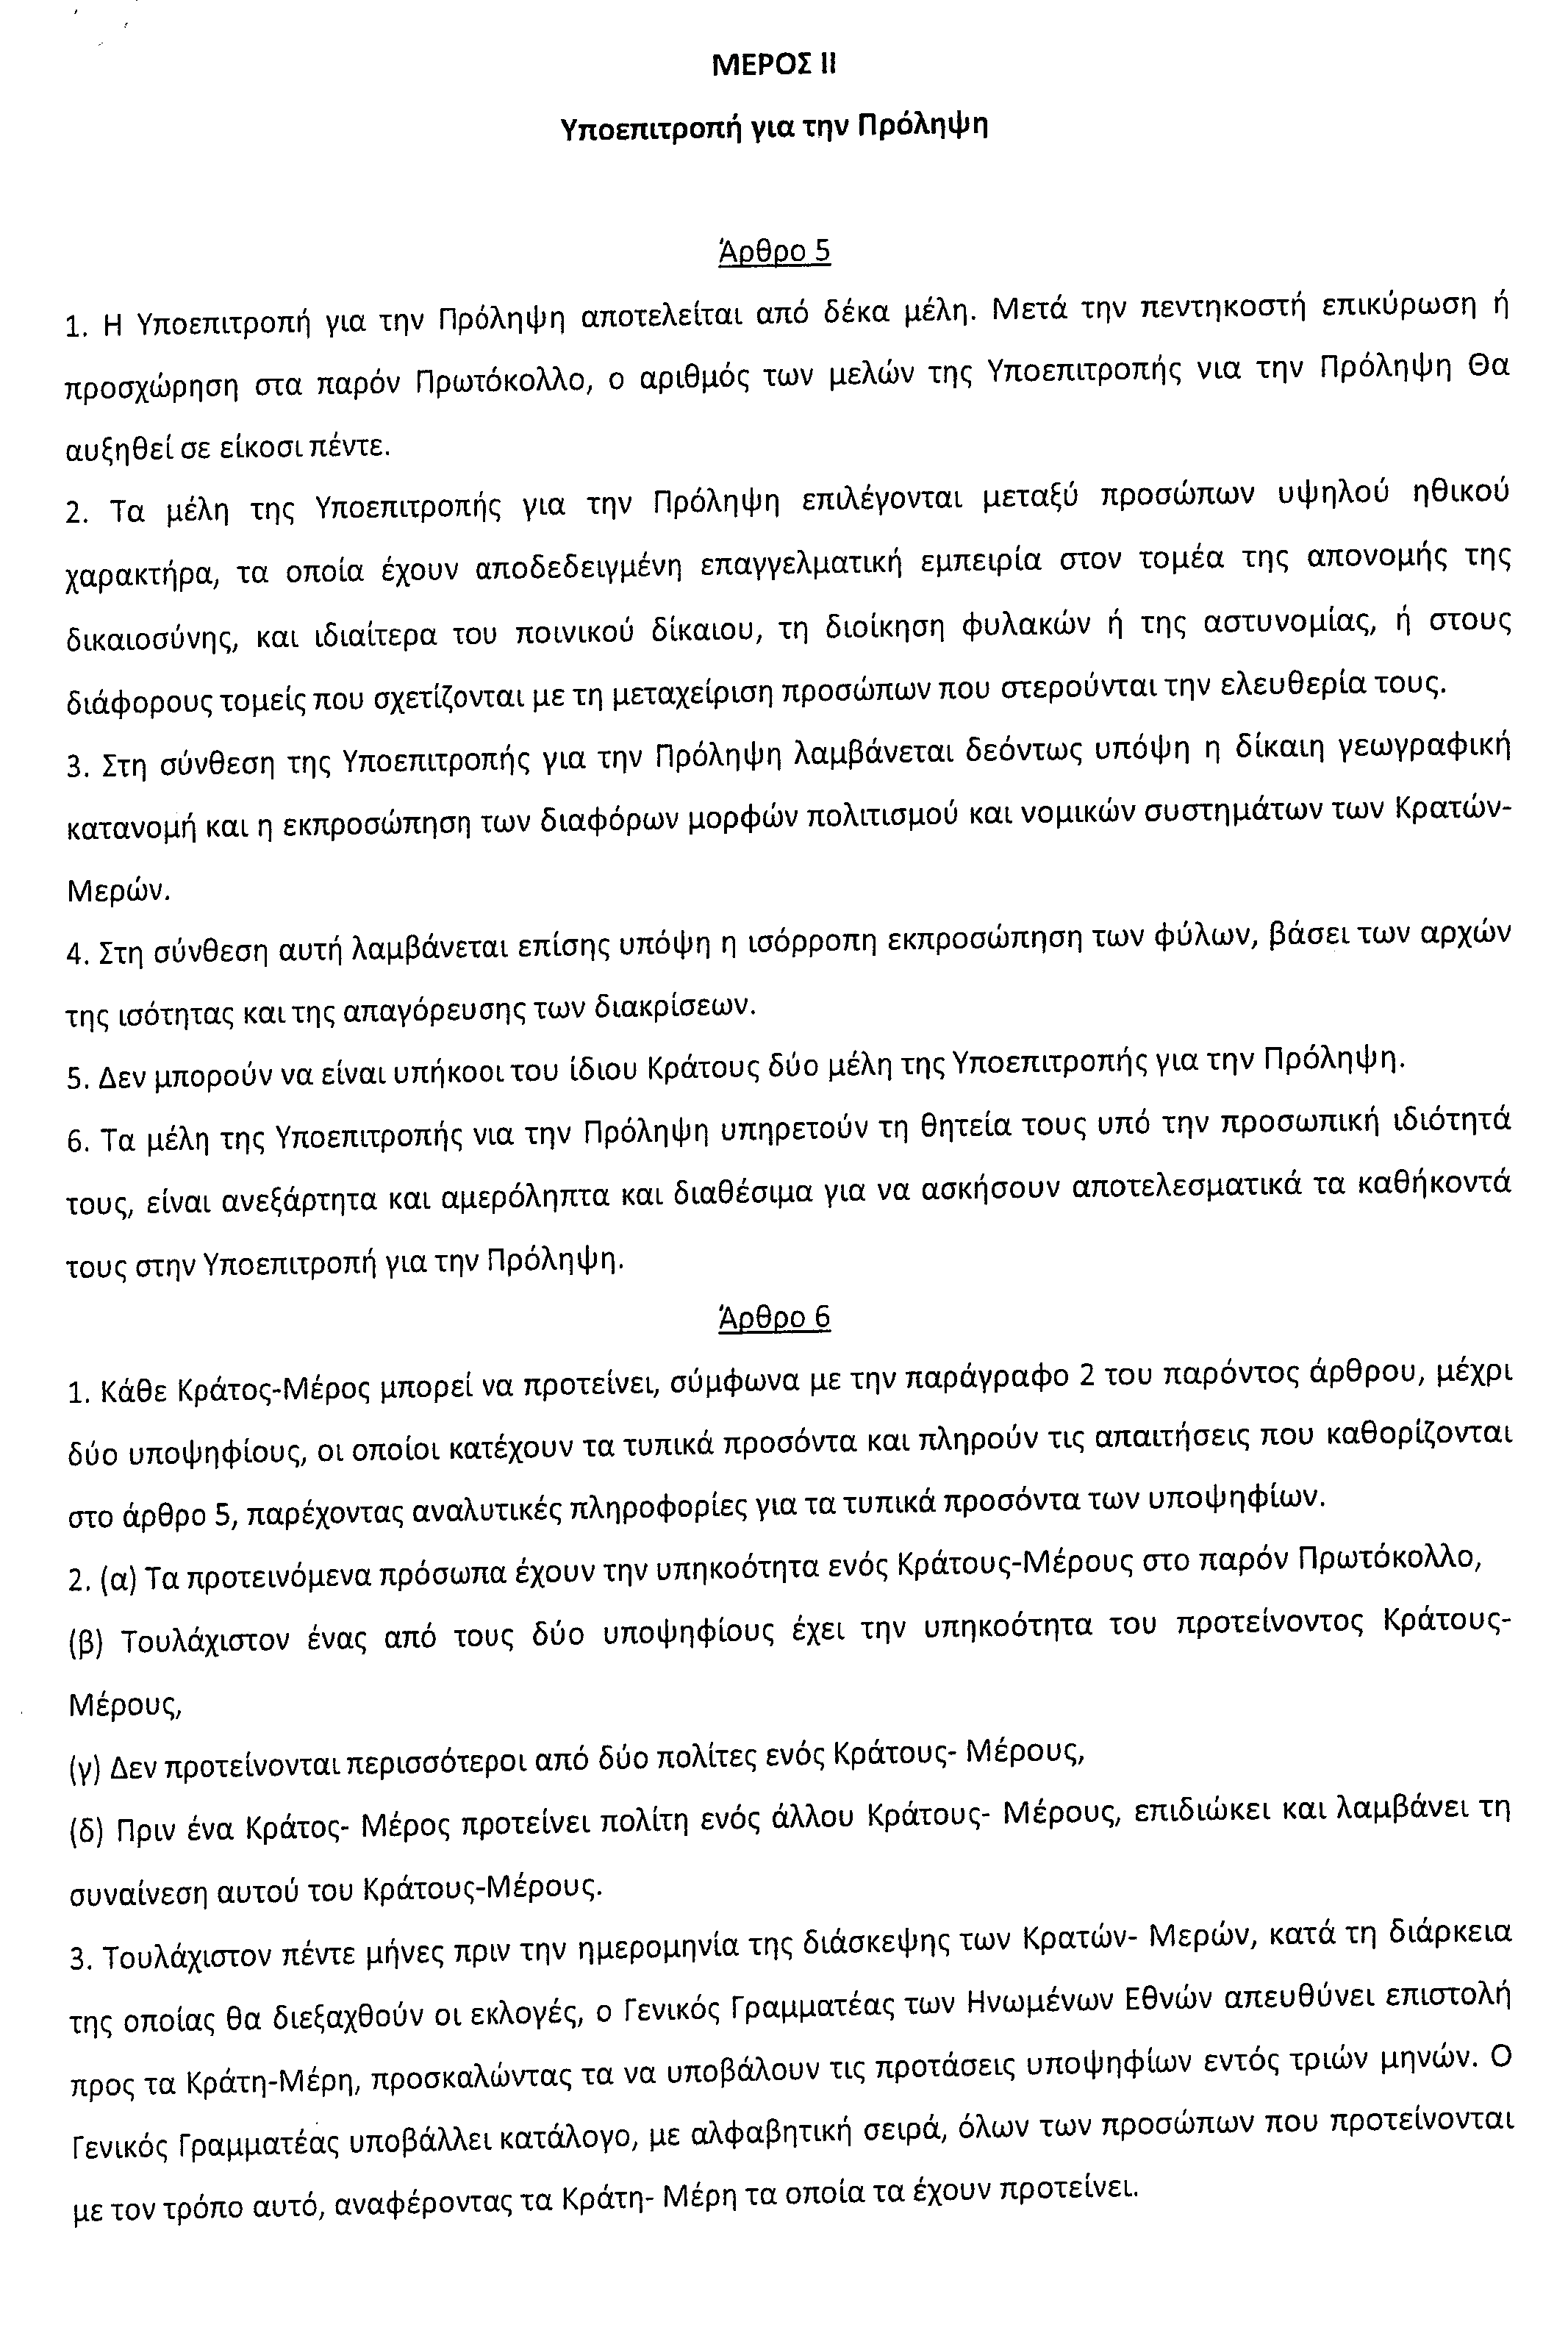 ΜΕΡΟΣ ΙΙ
Υποεπιτροπή για την Πρόληψη
Άρθρο 5
1. Η Υποεπιτροπή για την Πρόληψη αποτελείται από δέκα μέλη. Μετά την πεντηκοστή επικύρωση ή
προσχώρηση στα παρόν Πρωτόκολλο, ο αριθμός των μελών της Υποεπιτροπής νια την Πρόληψη Θα
αυξηθεί σε είκοσι πέντε.
2. Τα μέλη της Υποεπιτροπής για την Πρόληψη επιλέγονται μεταξύ προσώπων υψηλού ηθικού
χαρακτήρα, τα οποία έχουν αποδεδειγμένη επαγγελματική εμπειρία στον τομέα της απονομής της
δικαιοσύνης, και ιδιαίτερα του ποινικού δίκαιου, τη διοίκηση φυλακών ή της αστυνομίας, ή στους
διάφορους τομείς που σχετίζονται με τη μεταχείριση προσώπων που στερούνται την ελευθερία τους.
3. Στη σύνθεση της Υποεπιτροπής για την Πρόληψη λαμβάνεται δεόντως υπόψη η δίκαιη γεωγραφική
κατανομή και η εκπροσώπηση των διαφόρων μορφών πολιτισμού και νομικών συστημάτων των Κρατών-
Μερών.
4. Στη σύνθεση αυτή λαμβάνεται επίσης υπόψη η ισόρροπη εκπροσώπηση των φύλων, βάσει των αρχών
της ισότητας και της απαγόρευσης των διακρίσεων.
5. Δεν μπορούν να είναι υπήκοοι του ίδιου Κράτους δύο μέλη της Υποεπιτροπής για την Πρόληψη.
6. Τα μέλη της Υποεπιτροπής νια την Πρόληψη υπηρετούν τη θητεία τους υπό την προσωπική ιδιότητά
τους, είναι ανεξάρτητα και αμερόληπτα και διαθέσιμα για να ασκήσουν αποτελεσματικά τα καθήκοντά
τους στην Υποεπιτροπή για την Πρόληψη.
Άρθρο 6
1. Κάθε Κράτος-Μέρος μπορεί να προτείνει, σύμφωνα με την παράγραφο 2 του παρόντος άρθρου, μέχρι
δύο υποψηφίους, οι οποίοι κατέχουν τα τυπικά προσόντα και πληρούν τις απαιτήσεις που καθορίζονται
στο άρθρο 5, παρέχοντας αναλυτικές πληροφορίες για τα τυπικά προσόντα των υποψηφίων.
2. (α) Τα προτεινόμενα πρόσωπα έχουν την υπηκοότητα ενός Κράτους-Μέρους στο παρόν Πρωτόκολλο,
(β) Τουλάχιστον ένας από τους δύο υποψηφίους έχει την υπηκοότητα του προτείνοντος Κράτους-
Μέρους,
(γ) Δεν προτείνονται περισσότεροι από δύο πολίτες ενός Κράτους- Μέρους,
(δ) Πριν ένα Κράτος- Μέρος προτείνει πολίτη ενός άλλου Κράτους- Μέρους, επιδιώκει και λαμβάνει τη
συναίνεση αυτού του Κράτους-Μέρους.
3. Τουλάχιστον πέντε μήνες πριν την ημερομηνία της διάσκεψης των Κρατών- Μερών, κατά τη διάρκεια
της οποίας θα διεξαχθούν οι εκλογές, ο Γενικός Γραμματέας των Ηνωμένων Εθνών απευθύνει επιστολή
προς τα Κράτη-Μέρη, προσκαλώντας τα να υποβάλουν τις προτάσεις υποψηφίων εντός τριών μηνών. Ο
Γενικός Γραμματέας υποβάλλει κατάλογο, με αλφαβητική σειρά, όλων των προσώπων που προτείνονται
με τον τρόπο αυτό, αναφέροντας τα Κράτη- Μέρη τα οποία τα έχουν προτείνει.